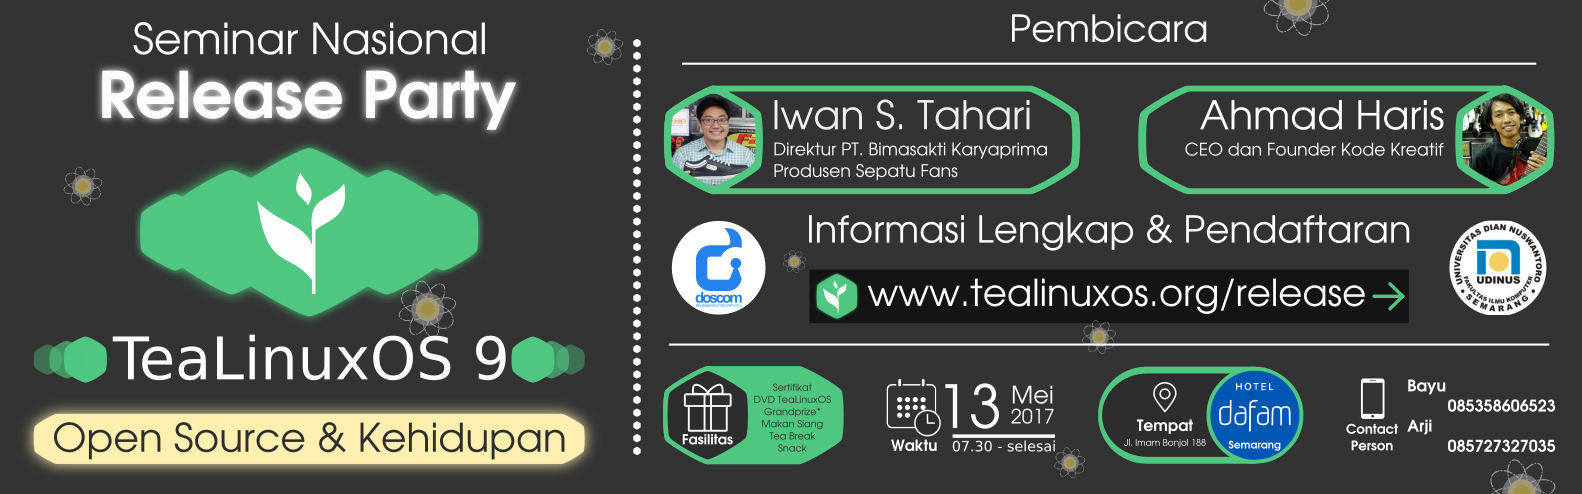 Seminar Nasional
Release Party
TeaLinuxOS 9
Open Source & Kehidupan
Pembicara
Iwan S. Tahari
Direktur PT. Bimasakti Karyaprima
Produsen Sepatu Fans
Ahmad Haris
CEO dan Founder Kode Kreatif
Informasi Lengkap & Pendaftaran
www.tealinuxos.org/release
doscom
UNIVERSITAS DIAN NUSWANTORO
UDINUS
FAKULTAS ILMU KOMPUTER
SEMARANG
Fasilitas
Sertifikat
DVD TeaLinuxOS
Grandprize*
Makan Siang
Tea Break
Snack
Waktu
13 Mei
2017
07.30 - selesai
Tempat
Jl. Imam Bonjol 188
HOTEL
dafam
Semarang
Contact
Person
Bayu
085358606523
Arji
085727327035